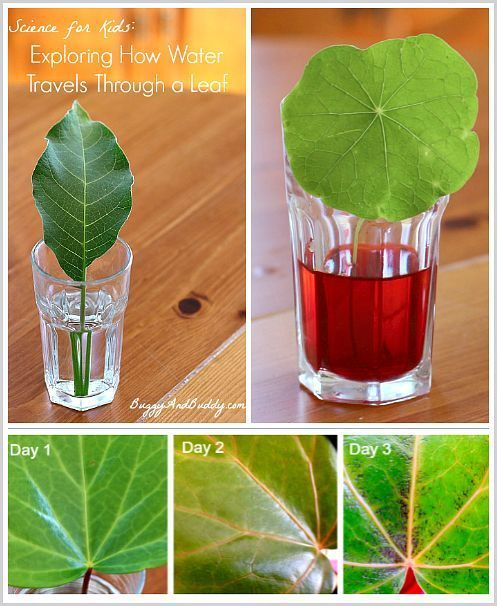 Science for Kids:
Exploring How Water
Travels Through a Leaf
BuggyAndBuddy.com
Day 1
Day 2
Day 3